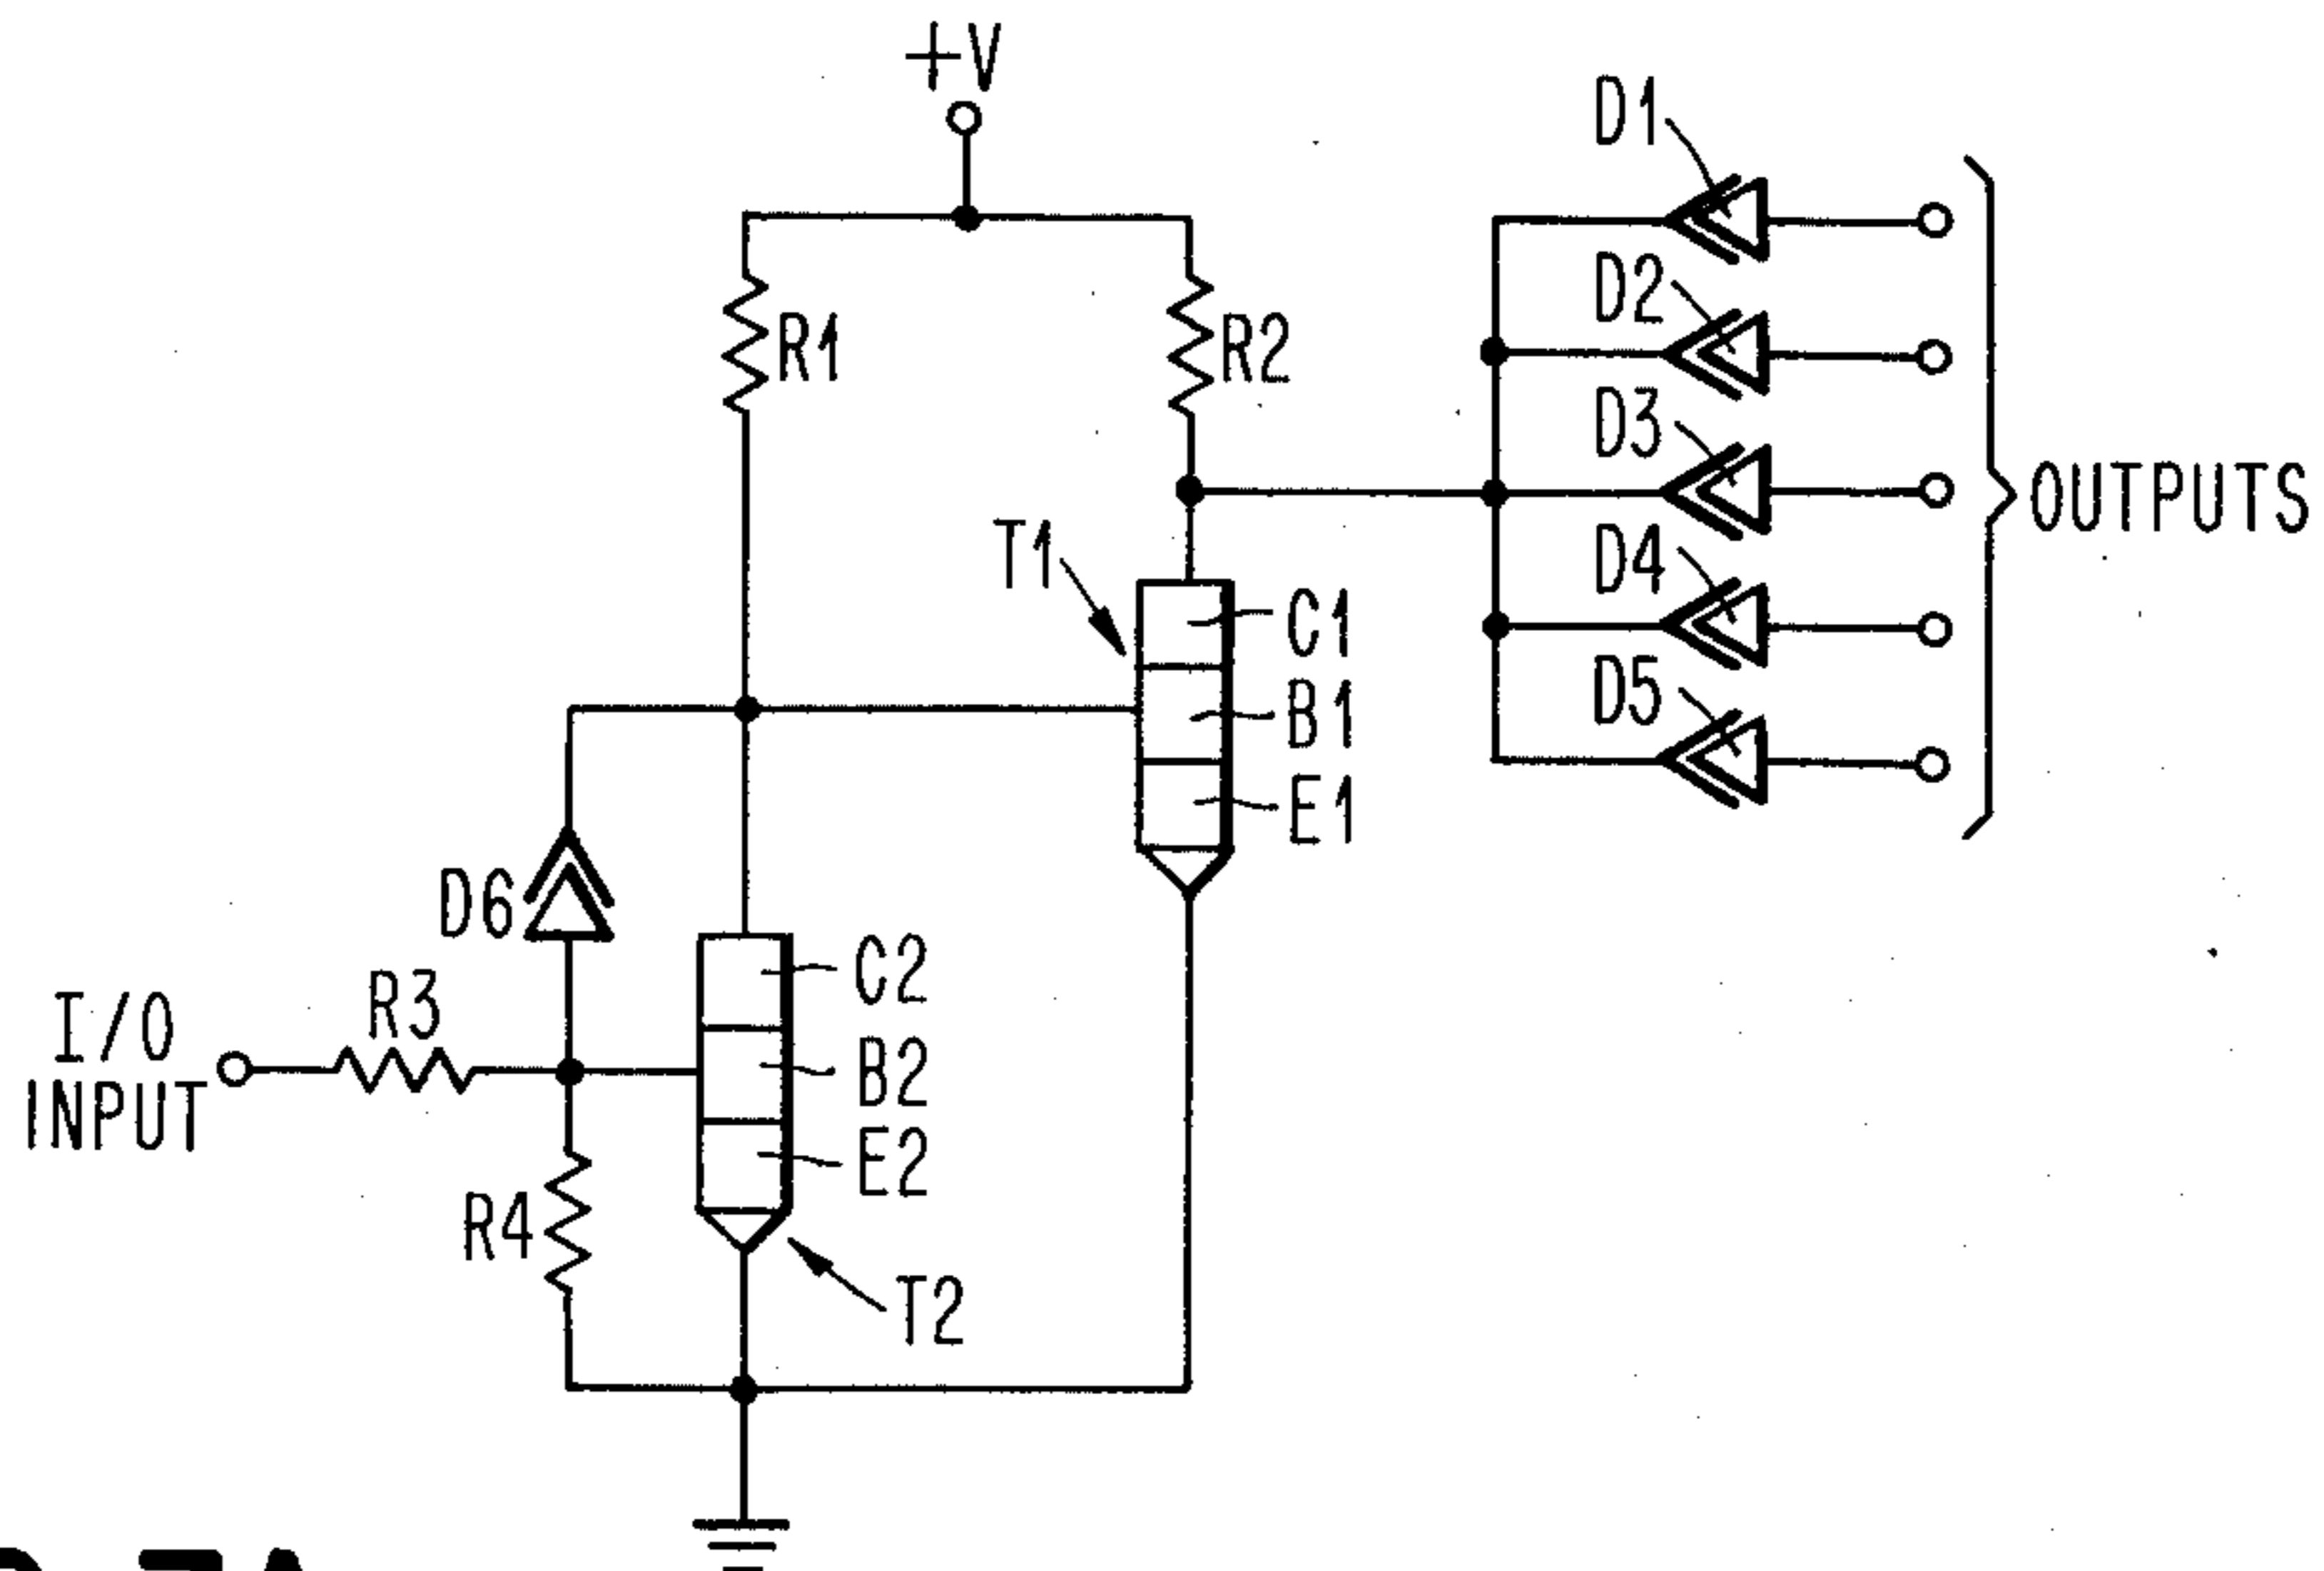 +V
D1
D2
R1
R2
D3
OUTPUTS
T1
D4
C1
D5
B1
E1
D6
C2
R3
I/O
INPUT
B2
E2
R4
T2